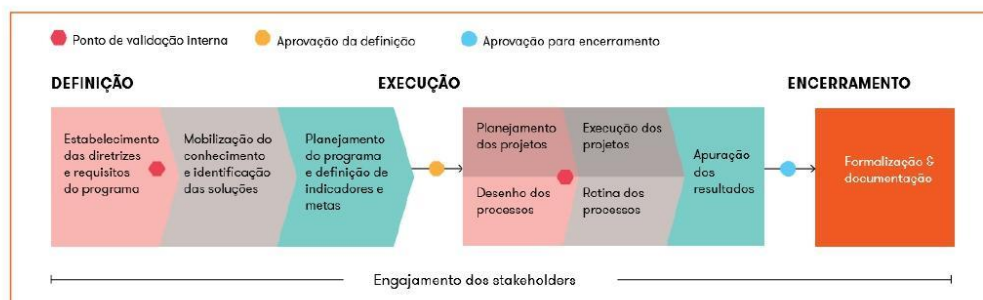 Ponto de validação interna
Aprovação da definição
Aprovação para encerramento
DEFINIÇÃO
EXECUÇÃO
ENCERRAMENTO
Estabelecimento
das diretrizes
e requisitos
do programa
Mobilização do
conhecimento
e identificação
das soluções
Planejamento
do programa
e definição de
indicadores e
metas
Planejamento
dos projetos
Execução dos
projetos
Desenho dos
processos
Rotina dos
processos
Apuração
dos
resultados
Formalização &
documentação
Engajamento dos stakeholders